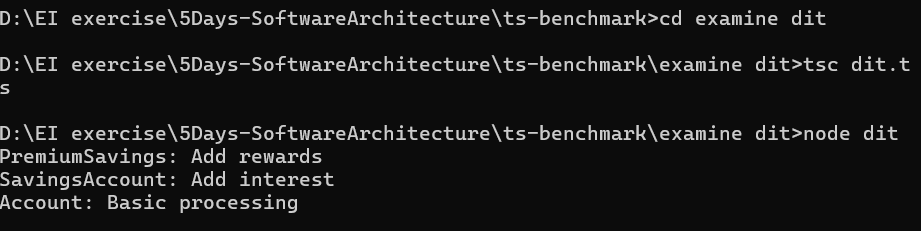 D:\EI exercise\5Days-SoftwareArchitecture\ts-benchmark>cd examine dit
D:\EI exercise\5Days-SoftwareArchitecture\ts-benchmark\examine dit>tsc dit.t
s
D:\EI exercise\5Days-SoftwareArchitecture\ts-benchmark\examine dit>node dit
PremiumSavings: Add rewards
SavingsAccount: Add interest
Account: Basic processing